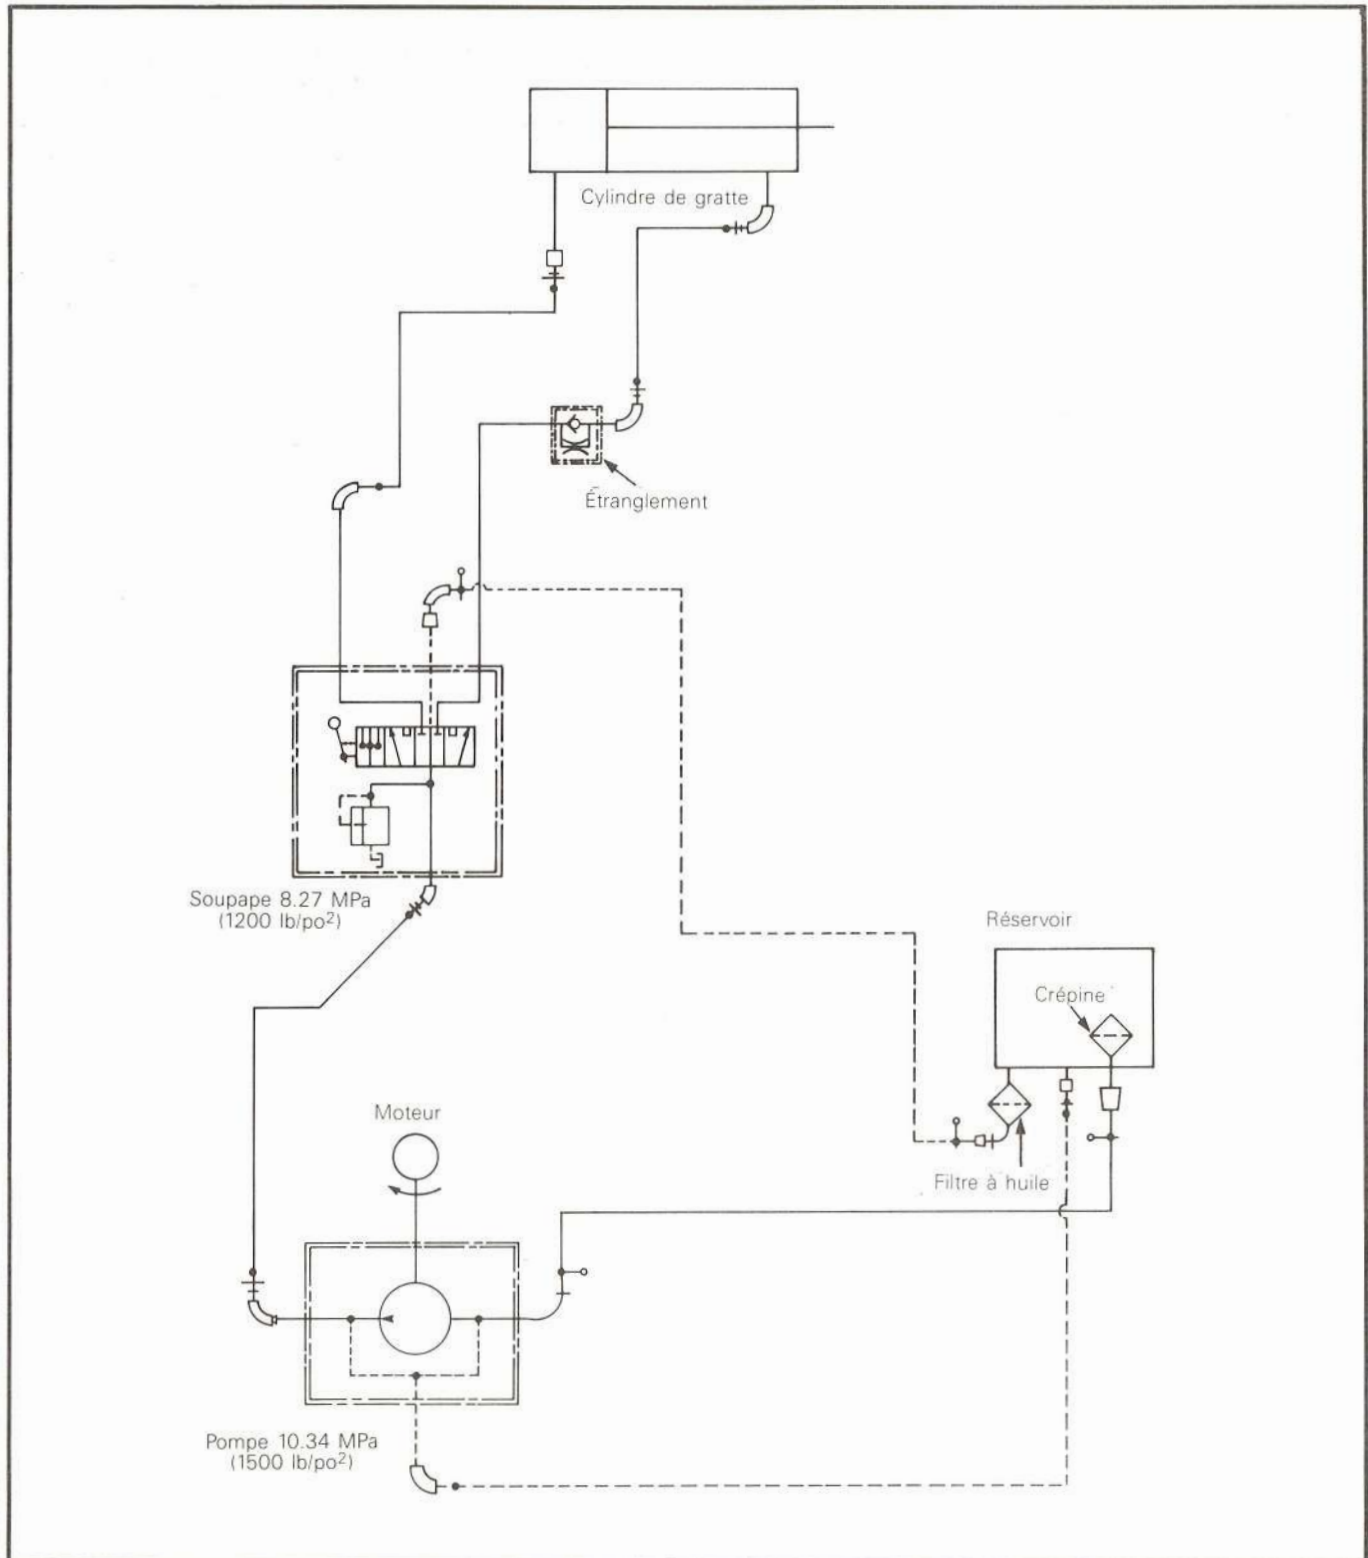 Cylindre de gratte
Étranglement
Soupape 8.27 MPa
(1200 lb/po²)
Réservoir
Crépine
Moteur
Filtre à huile
Pompe 10.34 MPa
(1500 lb/po²)